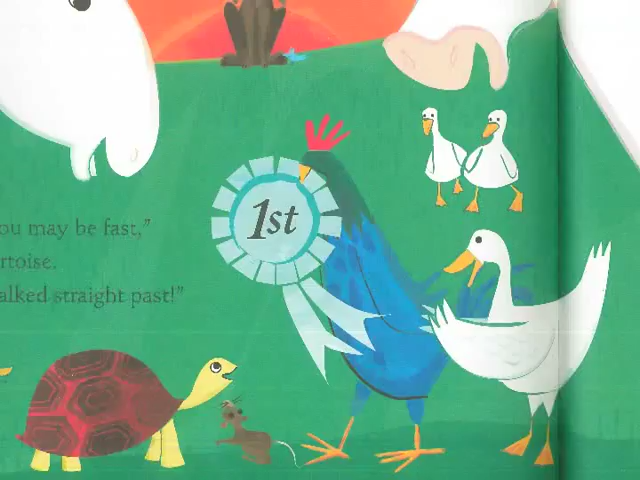 ou may be fast,”
rtoise.
alked straight past!”
1st